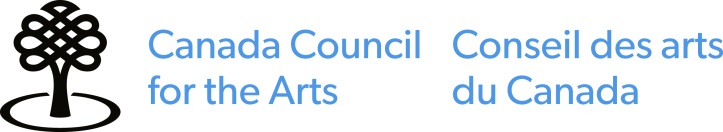 Canada Council
for the Arts
Conseil des arts
du Canada